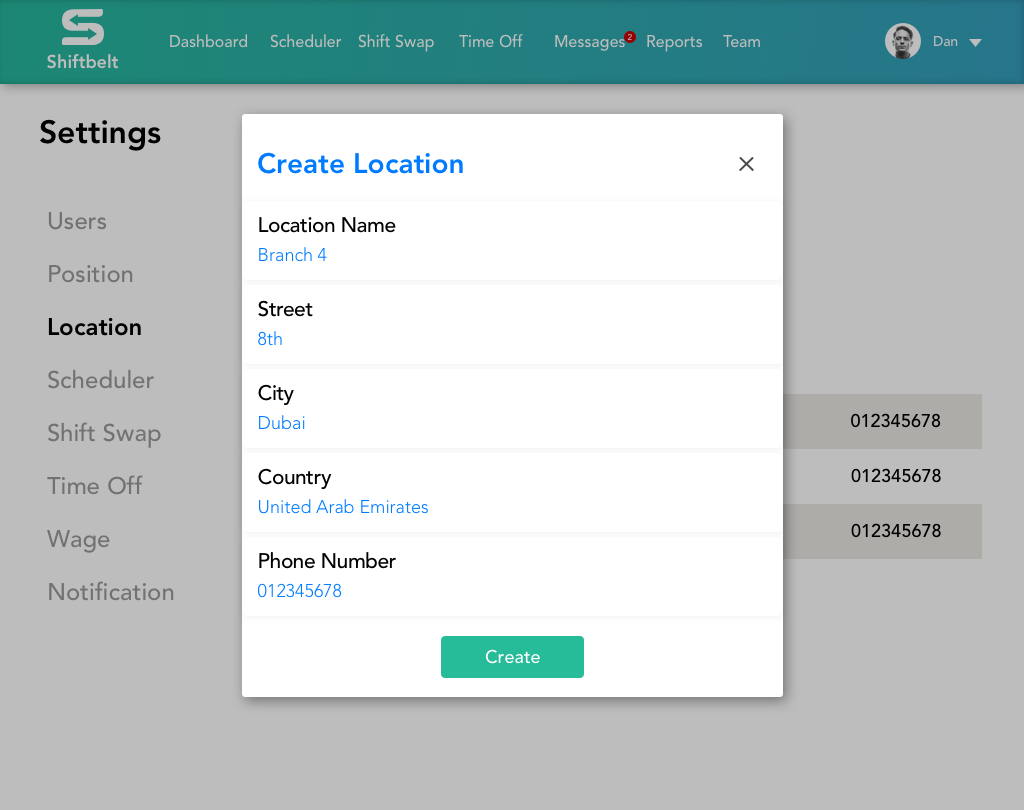 Shiftbelt
Dashboard Scheduler Shift Swap Time Off Messages 2 Reports Team
Dan
Settings
Users
Position
Location
Scheduler
Shift Swap
Time Off
Wage
Notification
Create Location
Location Name
Branch 4
Street
8th
City
Dubai
Country
United Arab Emirates
Phone Number
012345678
Create
012345678
012345678
012345678